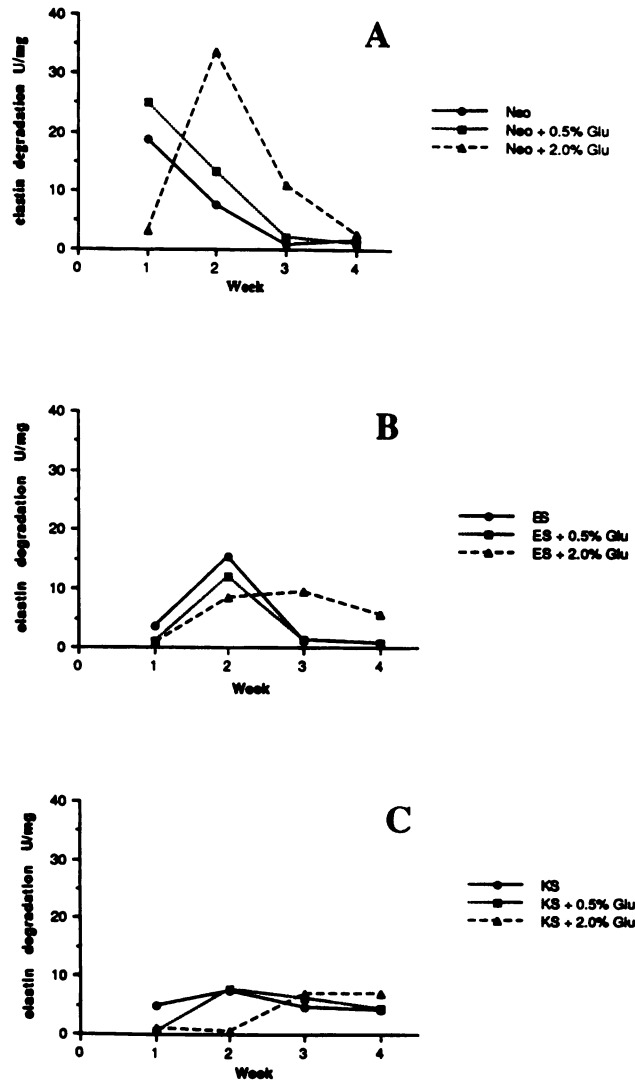 A
elastin degradation U/mg
40
30
20
10
0
0 1 2 3 4
Week
Neo
Neo + 0.5% Glu
Neo + 2.0% Glu
B
elastin degradation U/mg
40
30
20
10
0
0 1 2 3 4
Week
ES
ES + 0.5% Glu
ES + 2.0% Glu
C
elastin degradation U/mg
40
30
20
10
0
0 1 2 3 4
Week
KS
KS + 0.5% Glu
KS + 2.0% Glu